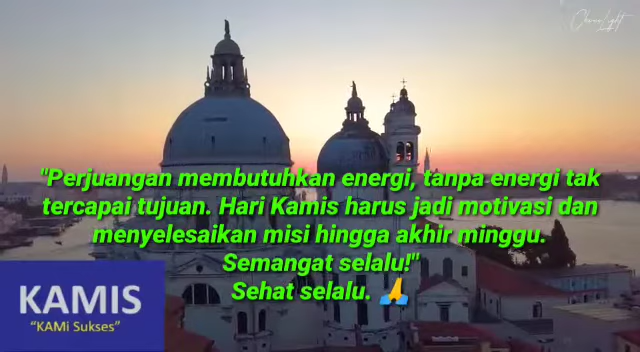 "Perjuangan membutuhkan energi, tanpa energi tak
tercapai tujuan. Hari Kamis harus jadi motivasi dan
menyelesaikan misi hingga akhir minggu.
Semangat selalu!"
Sehat selalu. 🙏
KAMIS
"KAMi Sukses"